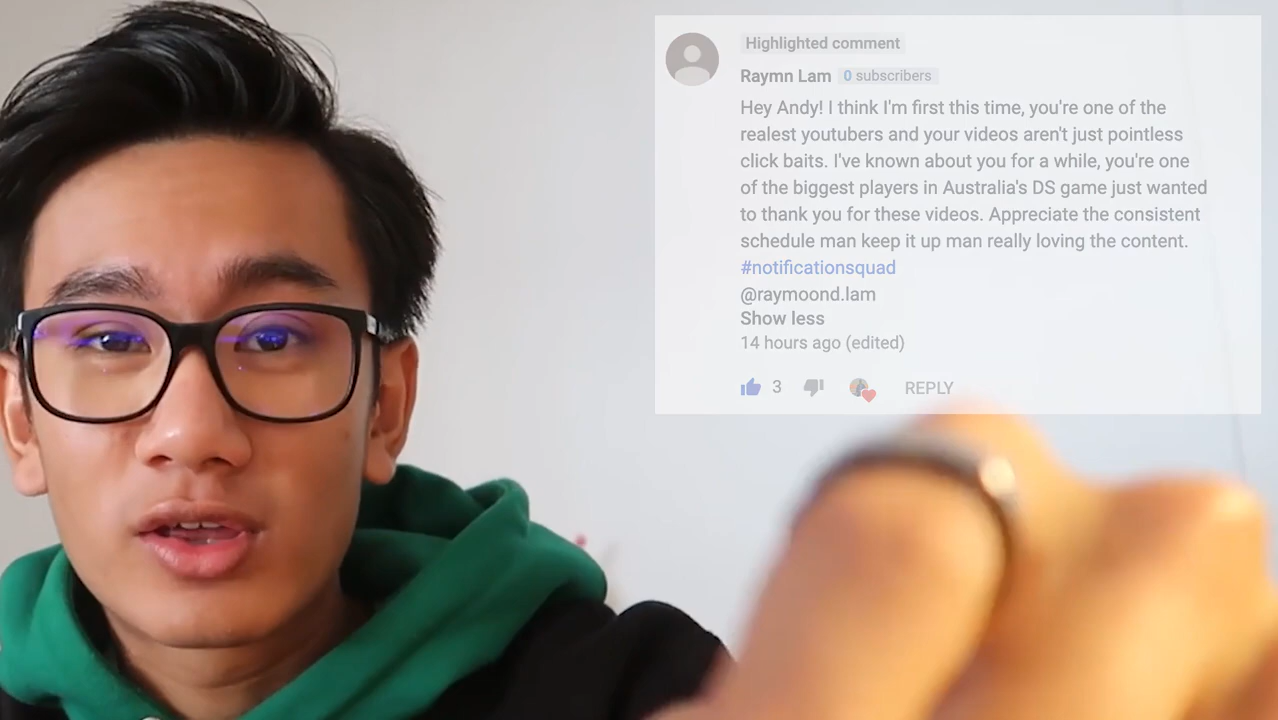 Highlighted comment
Raymn Lam 0 subscribers
Hey Andy! I think I'm first this time, you're one of the
realest youtubers and your videos aren't just pointless
click baits. I've known about you for a while, you're one
of the biggest players in Australia's DS game just wanted
to thank you for these videos. Appreciate the consistent
schedule man keep it up man really loving the content.
#notificationsquad
@raymoond.lam
Show less
14 hours ago (edited)
3 REPLY